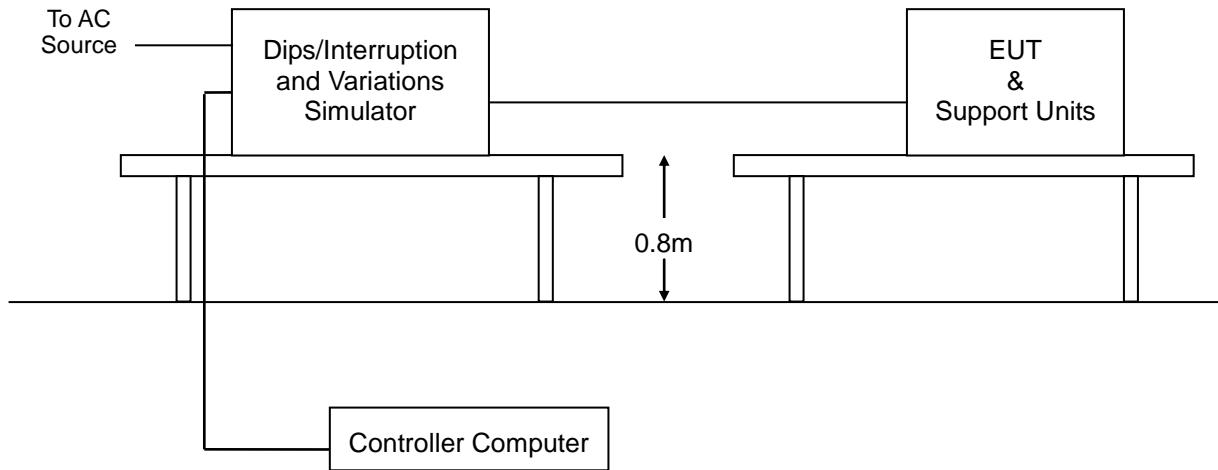 To AC
Source
Dips/Interruption
and Variations
Simulator
EUT
&
Support Units
0.8m
Controller Computer